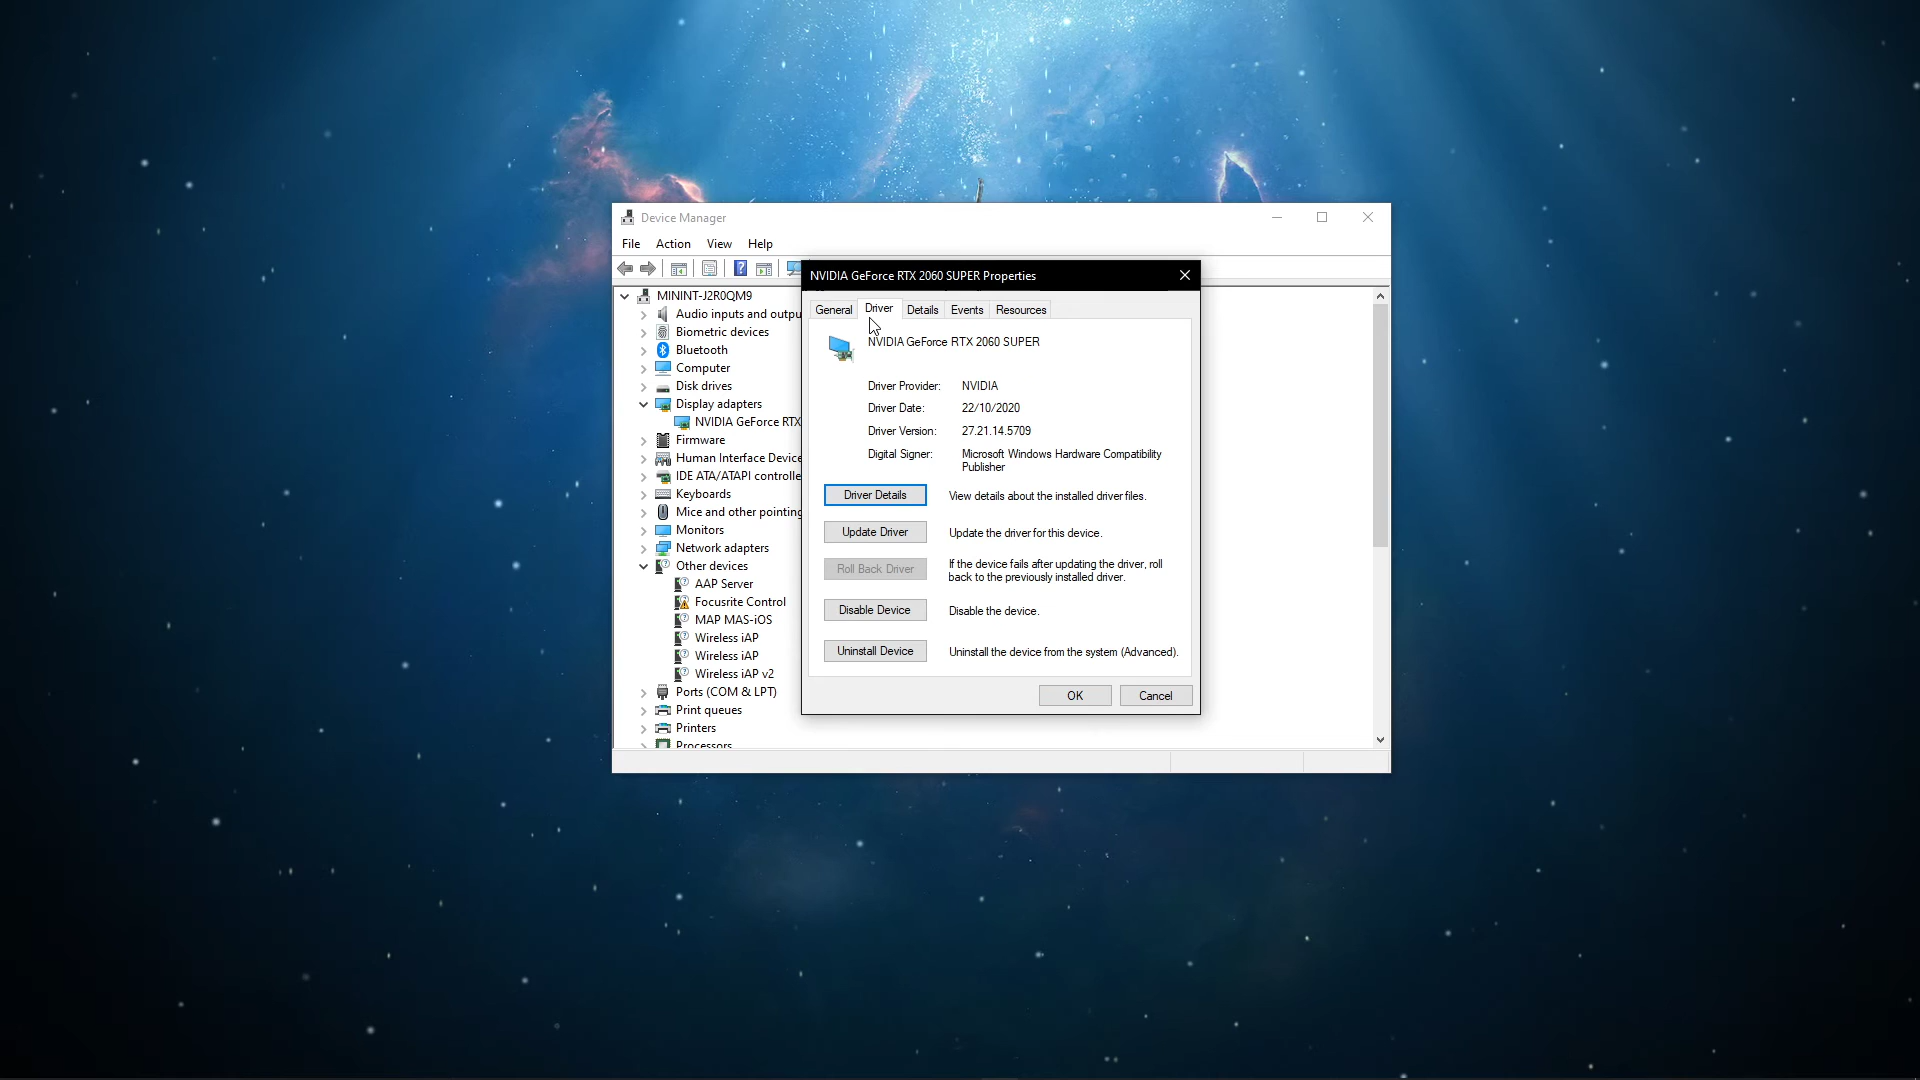 Device Manager
File Action View Help
MININT-J2R0QM9
Audio inputs and outpu
Biometric devices
Bluetooth
Computer
Disk drives
Display adapters
NVIDIA GeForce RTX
Firmware
Human Interface Device
IDE ATA/ATAPI controlle
Keyboards
Mice and other pointing
Monitors
Network adapters
Other devices
AAP Server
Focusrite Control
MAP MAS-iOS
Wireless iAP
Wireless iAP
Wireless iAP v2
Ports (COM & LPT)
Print queues
Printers
Processors
NVIDIA GeForce RTX 2060 SUPER Properties
General Driver Details Events Resources
NVIDIA GeForce RTX 2060 SUPER
Driver Provider: NVIDIA
Driver Date: 22/10/2020
Driver Version: 27.21.14.5709
Digital Signer: Microsoft Windows Hardware Compatibility
Publisher
Driver Details View details about the installed driver files.
Update Driver Update the driver for this device.
Roll Back Driver If the device fails after updating the driver, roll
back to the previously installed driver.
Disable Device Disable the device.
Uninstall Device Uninstall the device from the system (Advanced).
OK Cancel